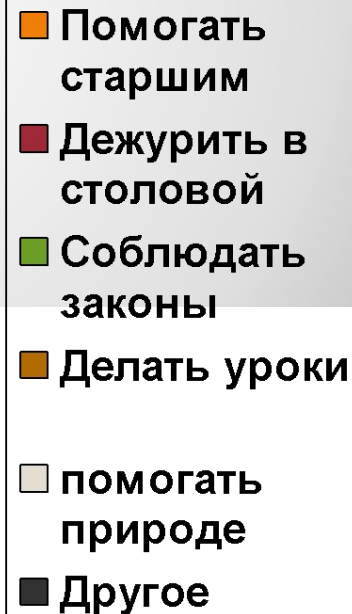 Помогать
старшим
Дежурить в
столовой
Соблюдать
законы
Делать уроки
помогать
природе
Другое